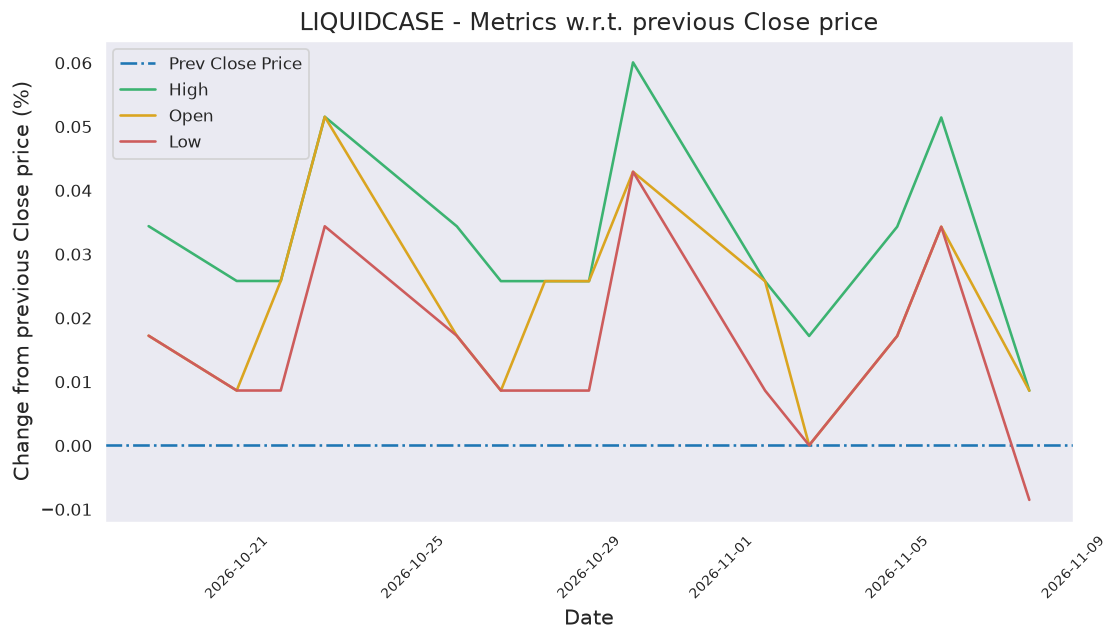 LIQUIDCASE - Metrics w.r.t. previous Close price
Change from previous Close price (%)
0.06
0.05
0.04
0.03
0.02
0.01
0.00
−0.01
Prev Close Price
High
Open
Low
2026-10-21
2026-10-25
2026-10-29
2026-11-01
2026-11-05
2026-11-09
Date